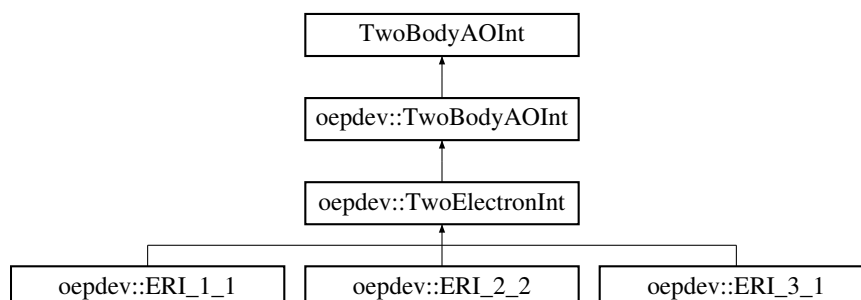 TwoBodyAOInt
oepdev::TwoBodyAOInt
oepdev::TwoElectronInt
oepdev::ERI_1_1 oepdev::ERI_2_2 oepdev::ERI_3_1